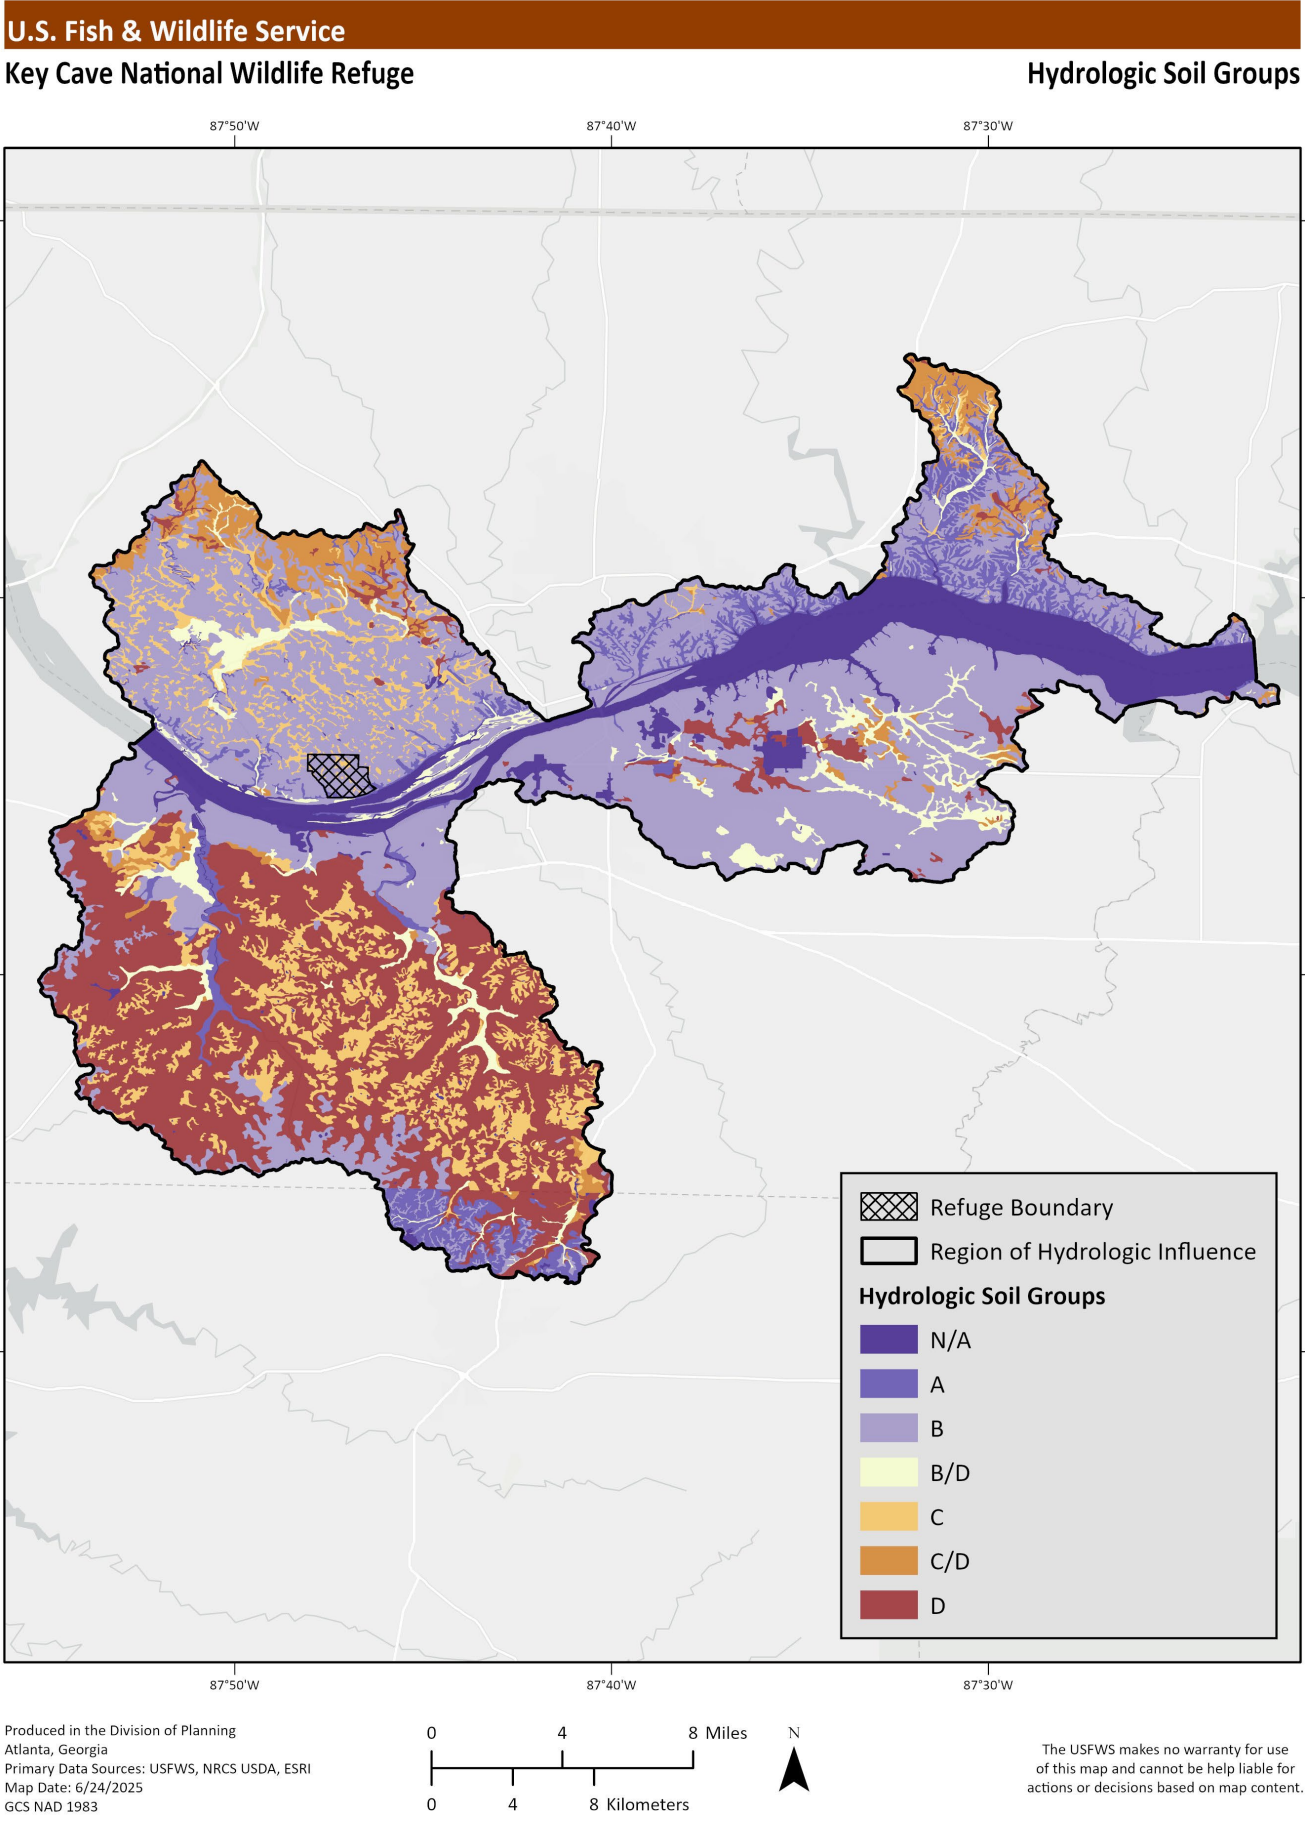 U.S. Fish & Wildlife Service
Key Cave National Wildlife Refuge
Hydrologic Soil Groups
87°50'W
87°40'W
87°30'W
Refuge Boundary
Region of Hydrologic Influence
Hydrologic Soil Groups
N/A
A
B
B/D
C
C/D
D
87°50'W
87°40'W
87°30'W
Produced in the Division of Planning
Atlanta, Georgia
Primary Data Sources: USFWS, NRCS USDA, ESRI
Map Date: 6/24/2025
GCS NAD 1983
0 4 8 Miles
0 4 8 Kilometers
N
The USFWS makes no warranty for use
of this map and cannot be help liable for
actions or decisions based on map content.